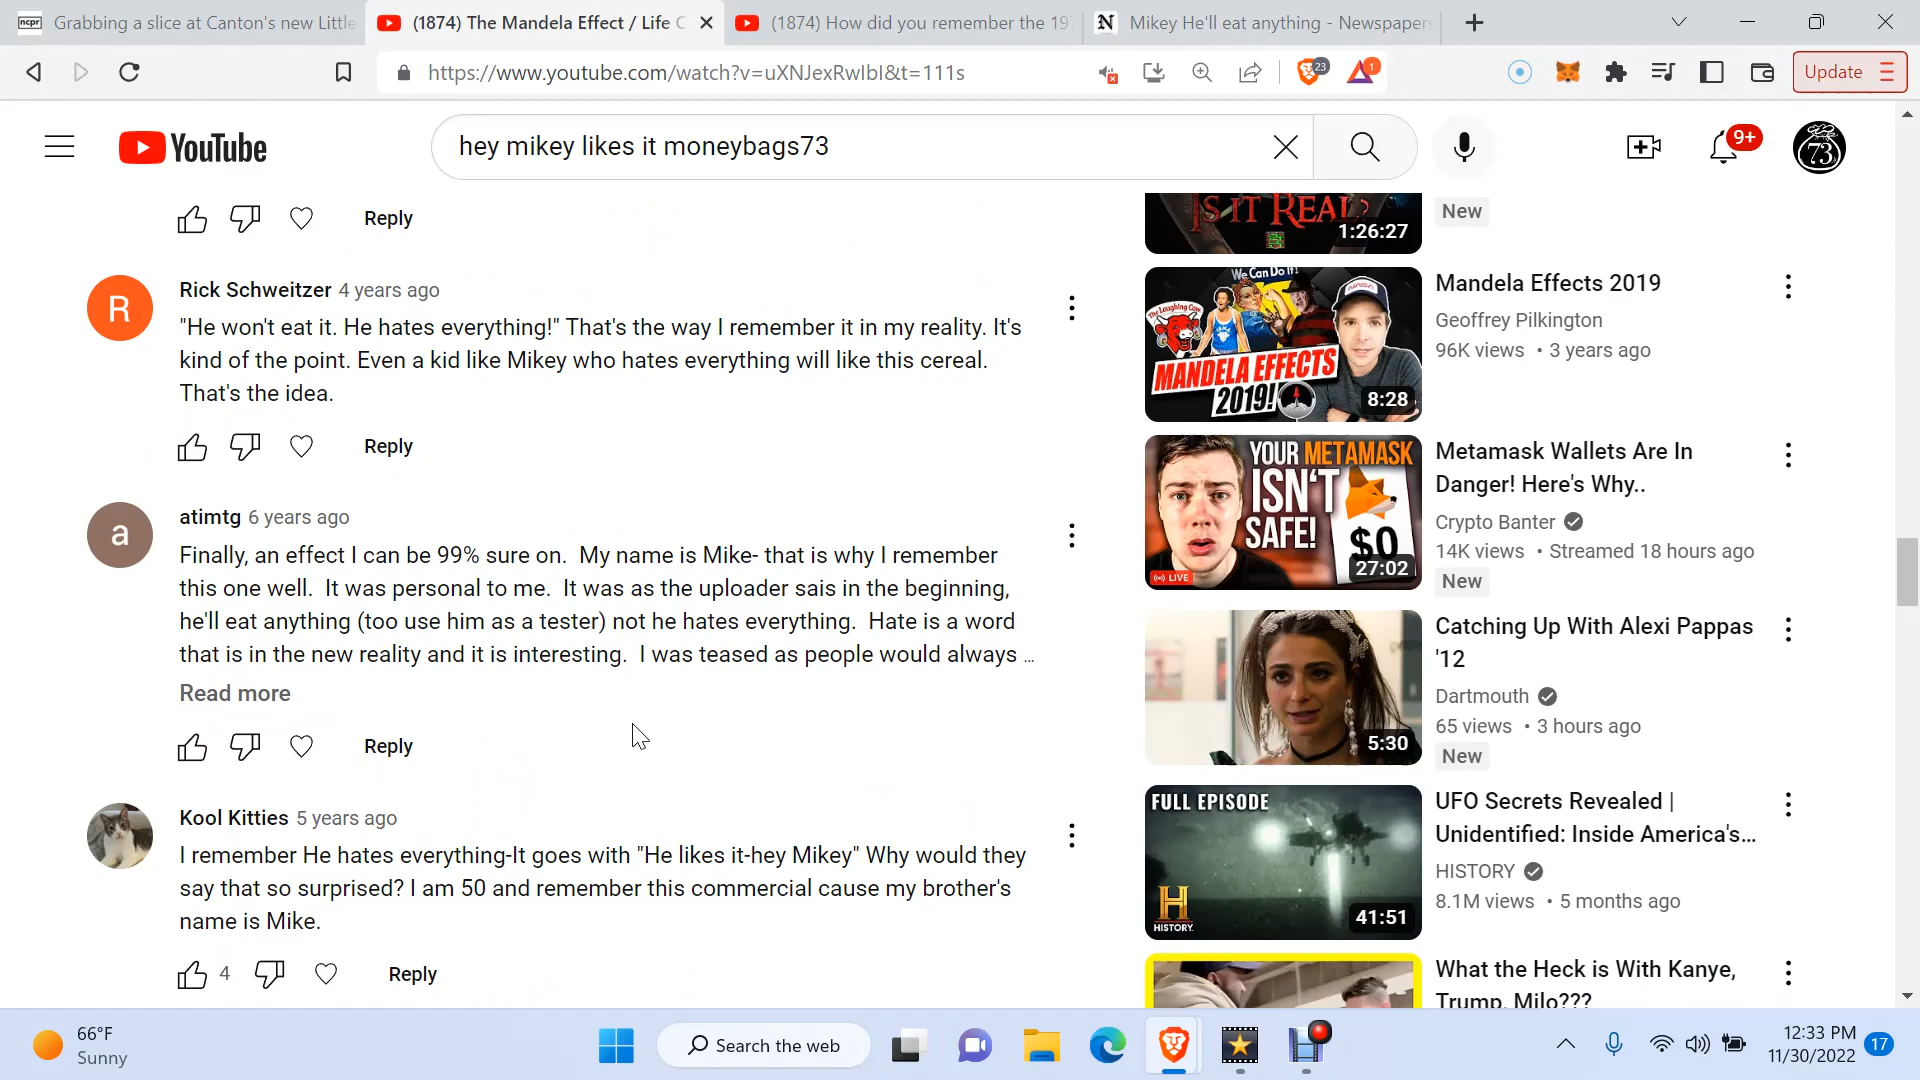 Grabbing a slice at Canton's new Little
(1874) The Mandela Effect / Life C
(1874) How did you remember the 197
Mikey He'll eat anything - Newspapers
https://www.youtube.com/watch?v=uXNJexRwIbI&t=111s
23
1
Update
YouTube
hey mikey likes it moneybags73
9+
73
Reply
IS IT REAL?
1:26:27
New
R
Rick Schweitzer 4 years ago
"He won't eat it. He hates everything!" That's the way I remember it in my reality. It's
kind of the point. Even a kid like Mikey who hates everything will like this cereal.
That's the idea.
Reply
We Can Do It!
The Laughing Cow
MANDELA EFFECTS
2019!
8:28
Mandela Effects 2019
Geoffrey Pilkington
96K views • 3 years ago
a
atimtg 6 years ago
Finally, an effect I can be 99% sure on.  My name is Mike- that is why I remember
this one well.  It was personal to me.  It was as the uploader sais in the beginning,
he'll eat anything (too use him as a tester) not he hates everything.  Hate is a word
that is in the new reality and it is interesting.  I was teased as people would always ...
Read more
Reply
YOUR METAMASK
ISN'T
SAFE!
$0
LIVE
27:02
Metamask Wallets Are In
Danger! Here's Why..
Crypto Banter
14K views • Streamed 18 hours ago
New
5:30
Catching Up With Alexi Pappas
'12
Dartmouth
65 views • 3 hours ago
New
Kool Kitties 5 years ago
I remember He hates everything-It goes with "He likes it-hey Mikey" Why would they
say that so surprised? I am 50 and remember this commercial cause my brother's
name is Mike.
4
Reply
FULL EPISODE
H
HISTORY.
41:51
UFO Secrets Revealed |
Unidentified: Inside America's...
HISTORY
8.1M views • 5 months ago
What the Heck is With Kanye,
Trump, Milo???
66°F
Sunny
Search the web
12:33 PM
11/30/2022
17